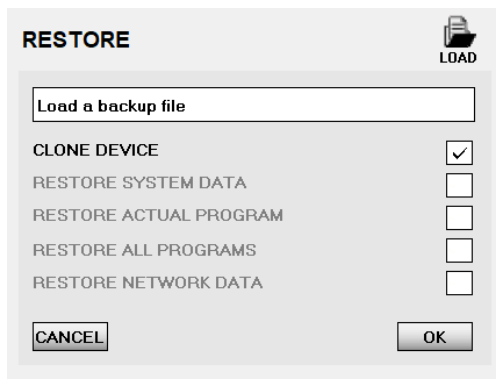 RESTORE
LOAD
Load a backup file
CLONE DEVICE
RESTORE SYSTEM DATA
RESTORE ACTUAL PROGRAM
RESTORE ALL PROGRAMS
RESTORE NETWORK DATA
CANCEL
OK